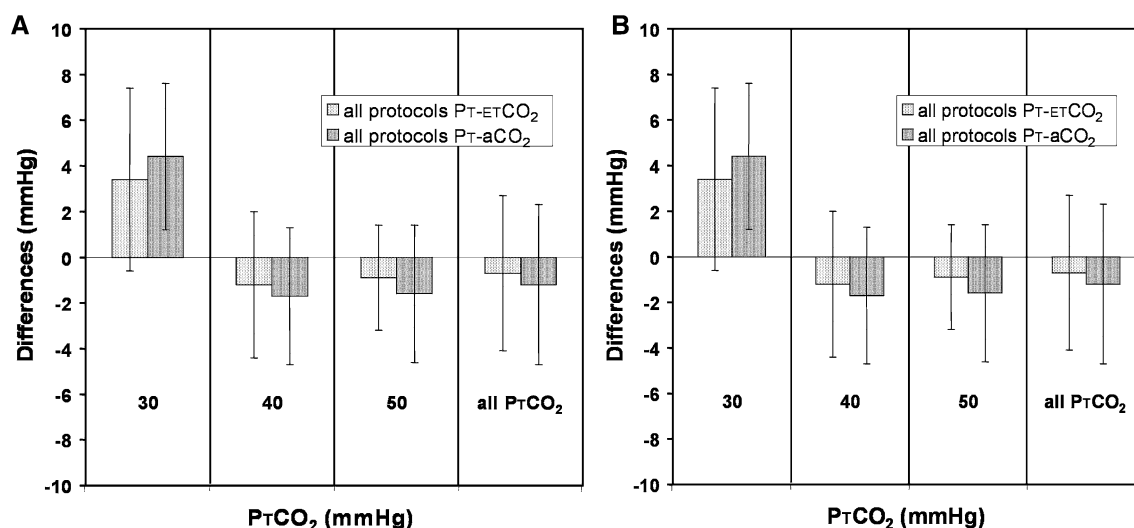 A
10
8
6
4
2
0
-2
-4
-6
-8
-10
Differences (mmHg)
all protocols PT-ETCO2
all protocols PT-aCO2
30 40 50 all PTCO2
PTCO2 (mmHg)
B
10
8
6
4
2
0
-2
-4
-6
-8
-10
Differences (mmHg)
all protocols PT-ETCO2
all protocols PT-aCO2
30 40 50 all PTCO2
PTCO2 (mmHg)